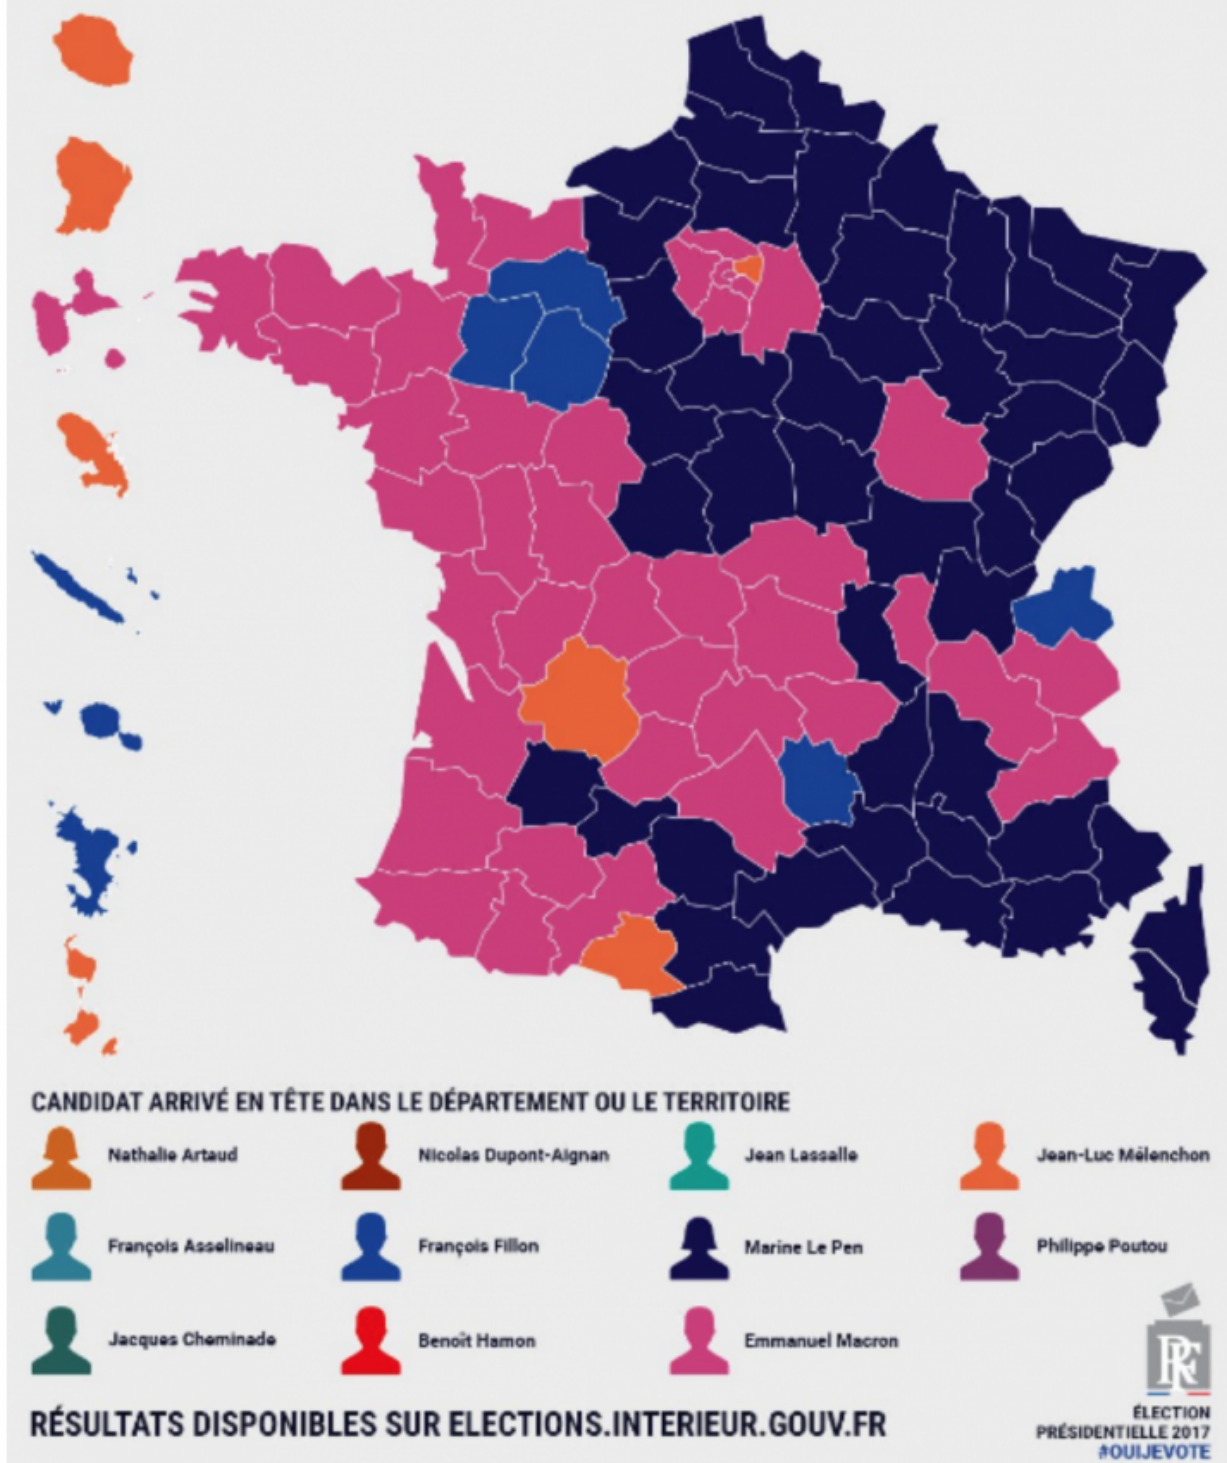 CANDIDAT ARRIVÉ EN TÊTE DANS LE DÉPARTEMENT OU LE TERRITOIRE
Nathalie Artaud
Nicolas Dupont-Aignan
Jean Lassalle
Jean-Luc Mélenchon
François Asselineau
François Fillon
Marine Le Pen
Philippe Poutou
Jacques Cheminade
Benoît Hamon
Emmanuel Macron
RF
RÉSULTATS DISPONIBLES SUR ELECTIONS.INTERIEUR.GOUV.FR
ÉLECTION
PRÉSIDENTIELLE 2017
#OUIJEVOTE